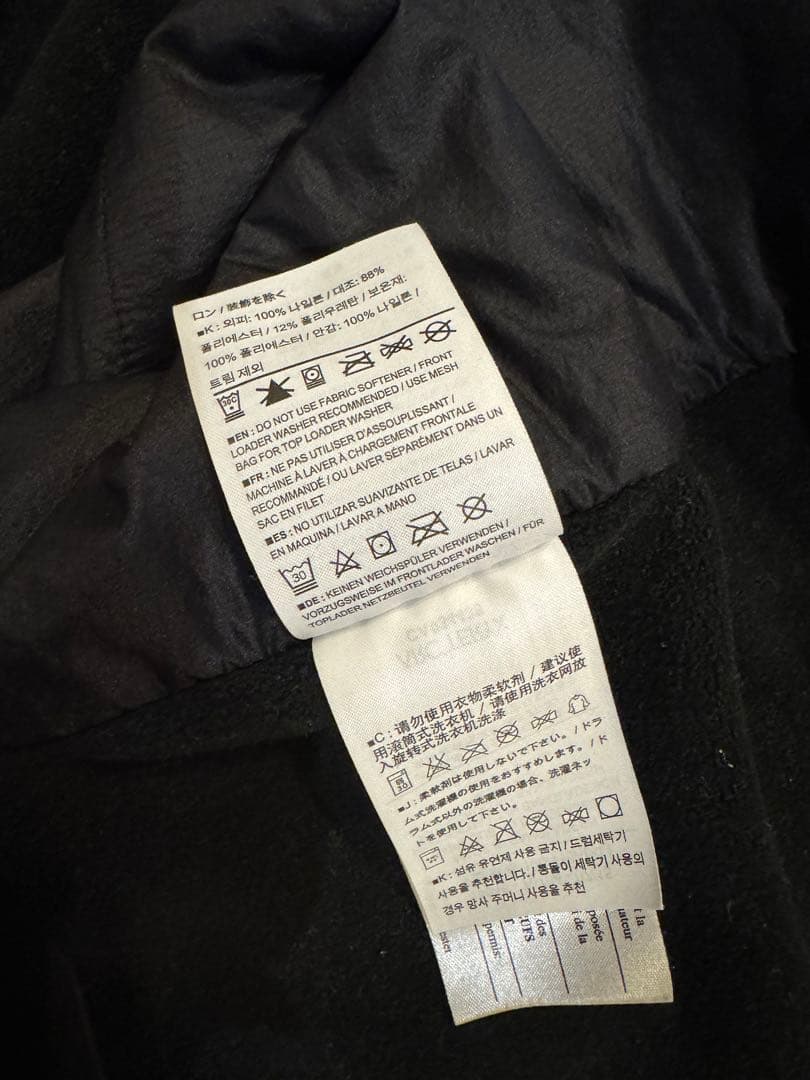 ロン / 装飾を除く
■K : 외피: 100% 나일론 / 대조: 88%
폴리에스터 / 12% 폴리우레탄 / 보온재:
100% 폴리에스터 / 안감: 100% 나일론 /
트림 제외
30C
■EN : DO NOT USE FABRIC SOFTENER / FRONT
LOADER WASHER RECOMMENDED / USE MESH
BAG FOR TOP LOADER WASHER
■FR : NE PAS UTILISER D'ASSOUPLISSANT /
MACHINE À LAVER À CHARGEMENT FRONTALE
RECOMMANDÉ / OU LAVER SÉPARÉMENT DANS UN
SAC EN FILET
■ES : NO UTILIZAR SUAVIZANTE DE TELAS / LAVAR
EN MAQUINA / LAVAR A MANO
30
■DE : KEINEN WEICHSPÜLER VERWENDEN /
VORZUGSWEISE IM FRONTLADER WASCHEN / FÜR
TOPLADER NETZBEUTEL VERWENDEN
■C : 请勿使用衣物柔软剂 / 建议使
用滚筒式洗衣机 / 请使用洗衣网放
入旋转式洗衣机洗涤
■J : 柔軟剤は使用しないで下さい。/ ドラ
ム式洗濯機の使用をおすすめします。/ ド
ラム式以外の洗濯機の場合、洗濯ネッ
トを使用して下さい。
■K : 섬유 유연제 사용 금지 / 드럼세탁기
사용을 추천합니다. / 통돌이 세탁기 사용의
경우 망사 주머니 사용을 추천
r la
ateur
posée
i de la
des
UFS
permis:
ester